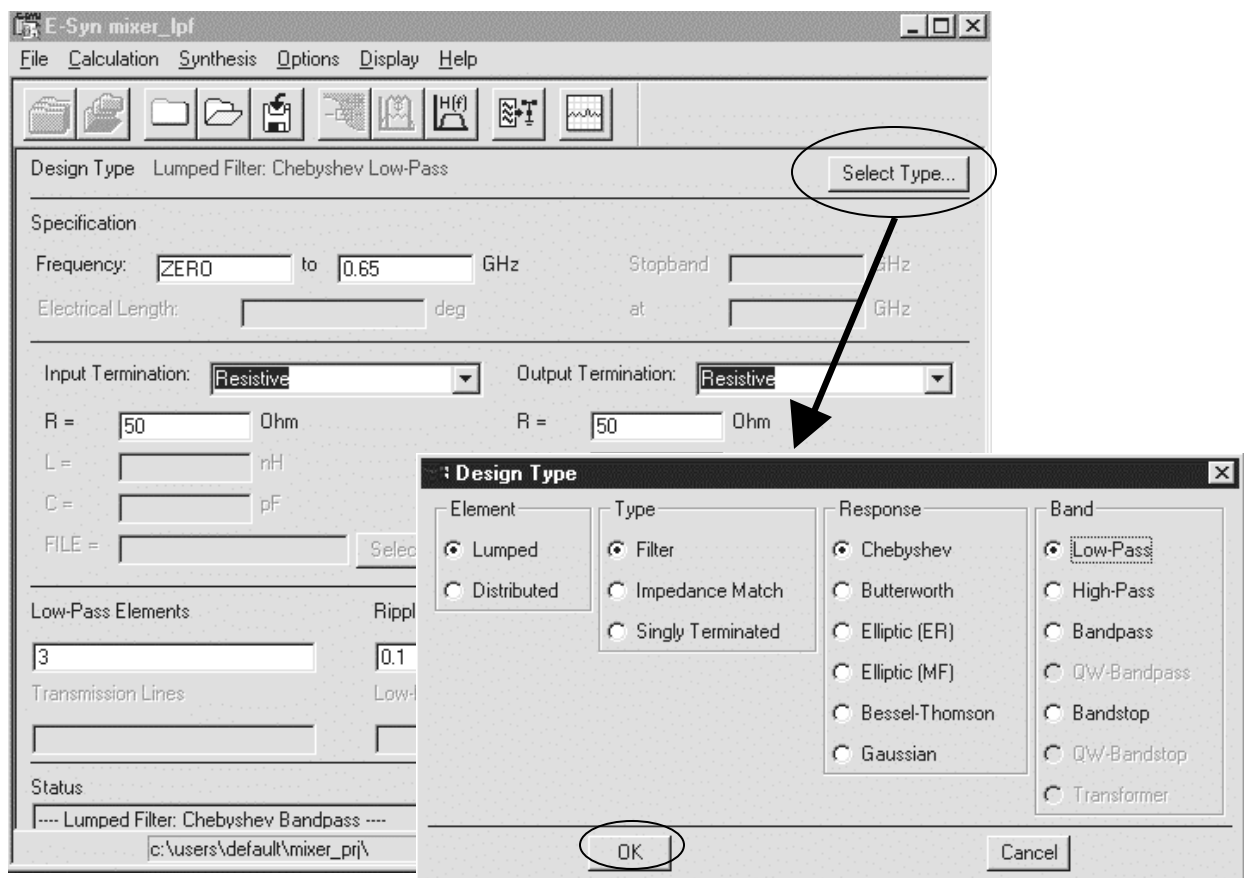 E-Syn mixer_lpf
File Calculation Synthesis Options Display Help
H(f)
Design Type Lumped Filter: Chebyshev Low-Pass Select Type...
Specification
Frequency: ZERO to 0.65 GHz Stopband GHz
Electrical Length: deg at GHz
Input Termination: Resistive Output Termination: Resistive
R = 50 Ohm R = 50 Ohm
L = nH
C = pF
FILE = Selec
Low-Pass Elements Rippl
3 0.1
Transmission Lines Low-
Status
---- Lumped Filter: Chebyshev Bandpass ----
c:\users\default\mixer_prj\
Design Type
Element Type Response Band
Lumped Filter Chebyshev Low-Pass
Distributed Impedance Match Butterworth High-Pass
Singly Terminated Elliptic (ER) Bandpass
Elliptic (MF) QW-Bandpass
Bessel-Thomson Bandstop
Gaussian QW-Bandstop
Transformer
OK Cancel